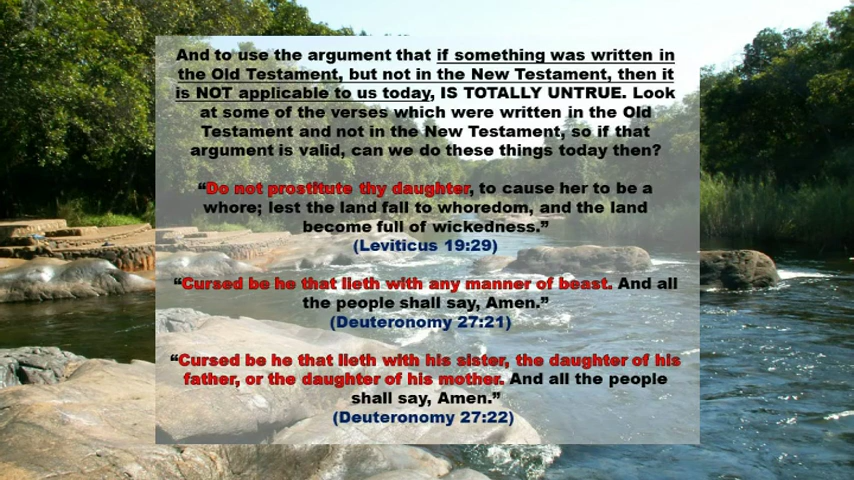 And to use the argument that if something was written in
the Old Testament, but not in the New Testament, then it
is NOT applicable to us today, IS TOTALLY UNTRUE. Look
at some of the verses which were written in the Old
Testament and not in the New Testament, so if that
argument is valid, can we do these things today then?
“Do not prostitute thy daughter, to cause her to be a
whore; lest the land fall to whoredom, and the land
become full of wickedness.”
(Leviticus 19:29)
“Cursed be he that lieth with any manner of beast. And all
the people shall say, Amen.”
(Deuteronomy 27:21)
“Cursed be he that lieth with his sister, the daughter of his
father, or the daughter of his mother. And all the people
shall say, Amen.”
(Deuteronomy 27:22)